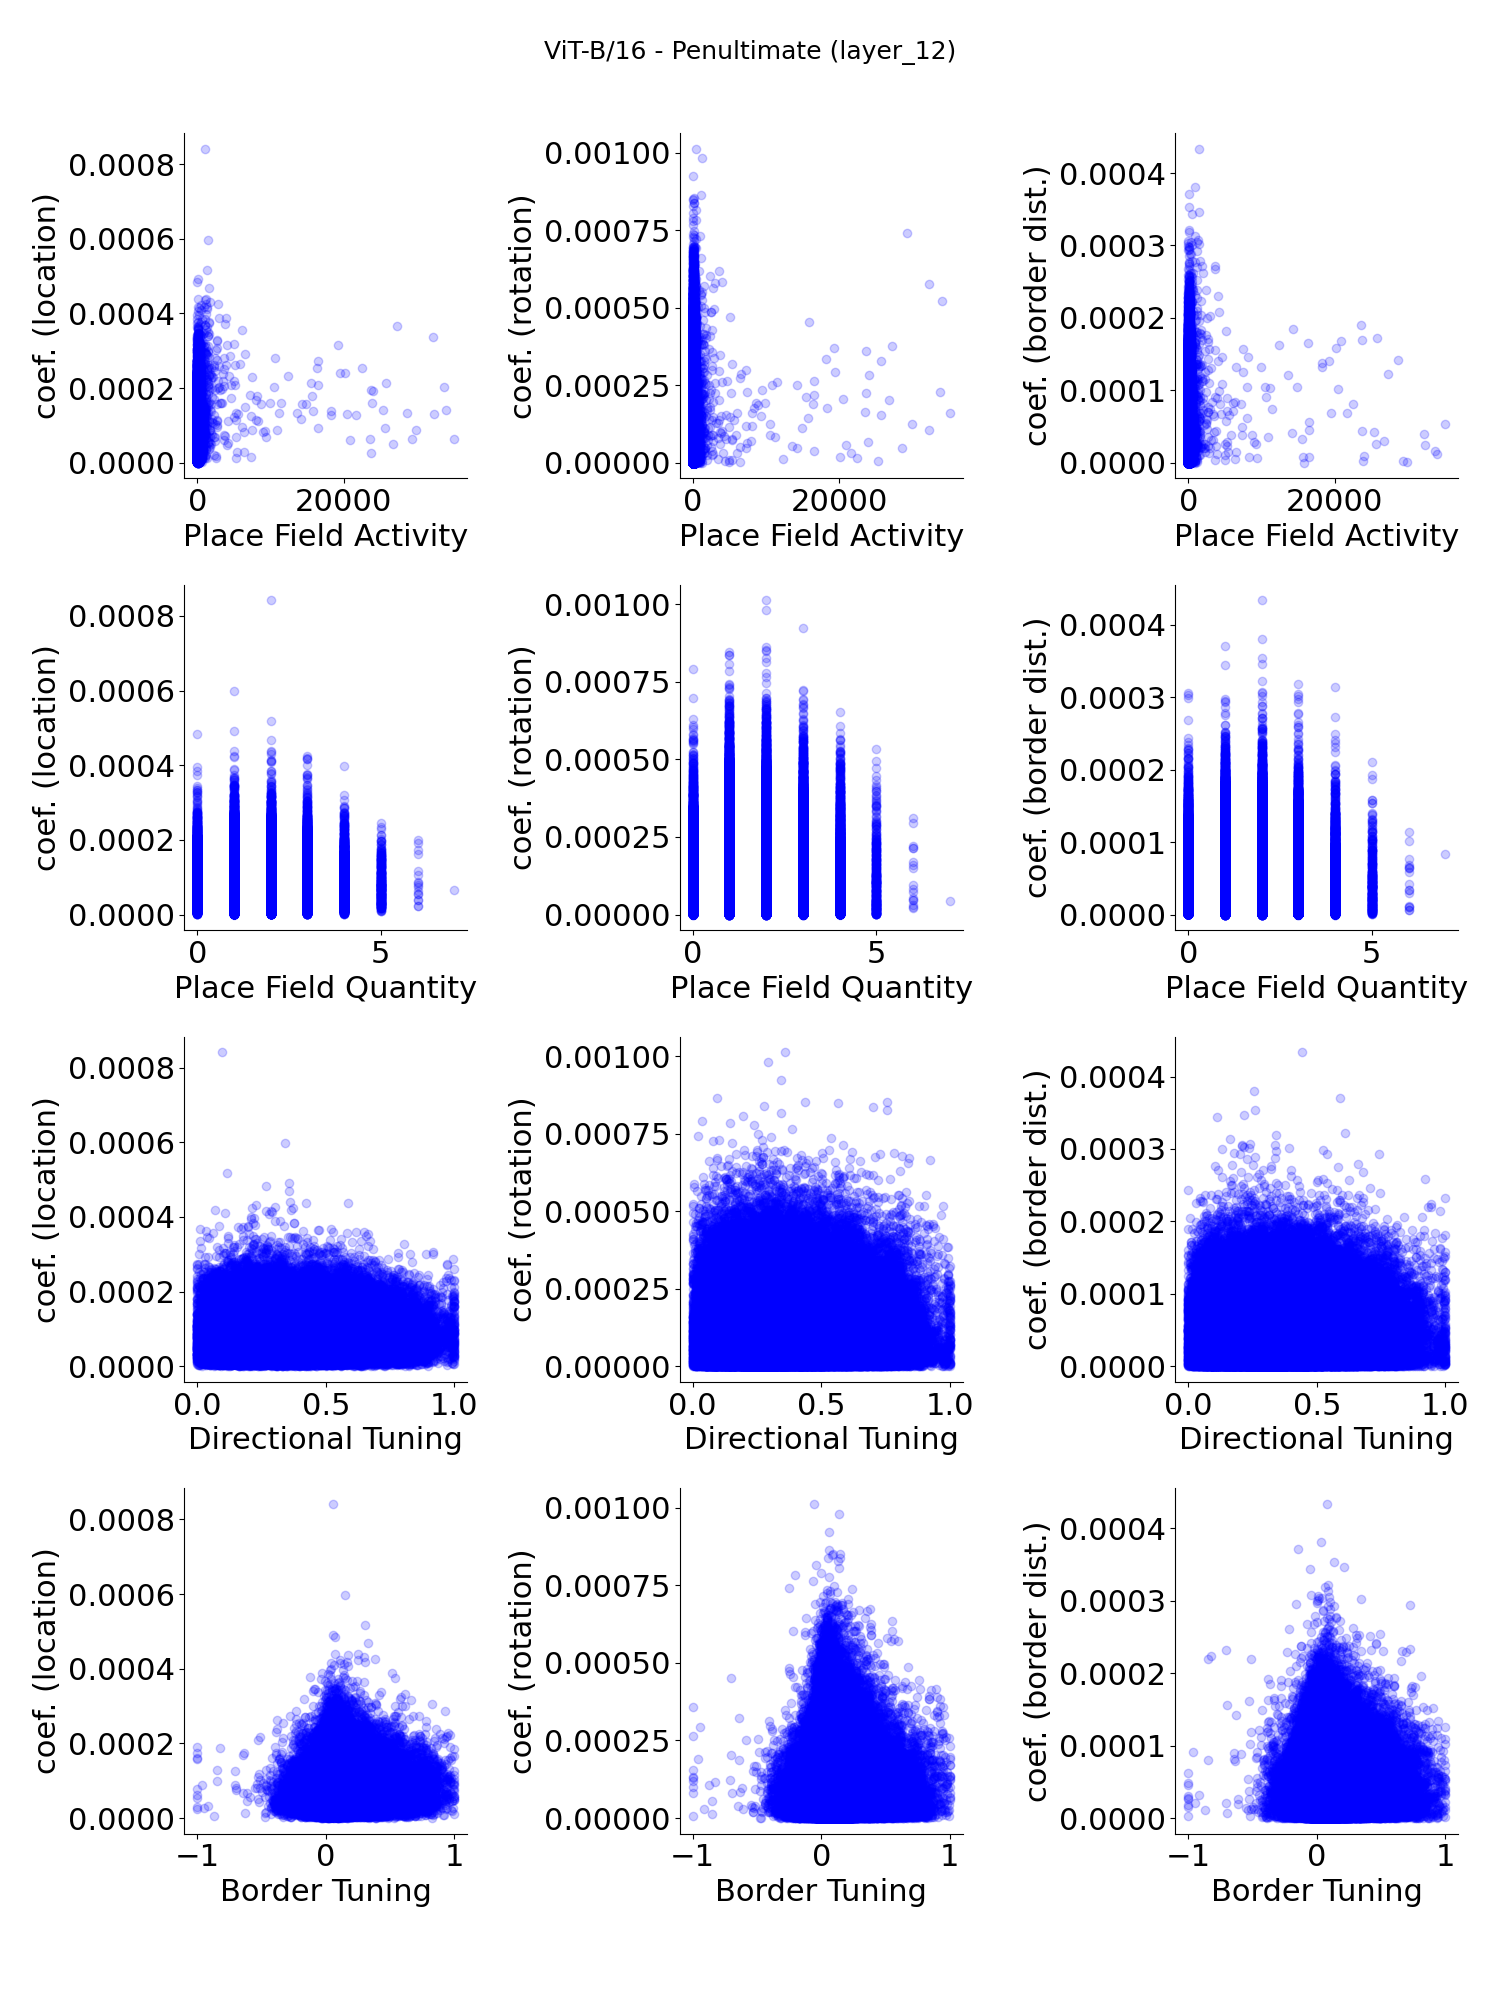 ViT-B/16 - Penultimate (layer_12)
coef. (location)
0.0008
0.0006
0.0004
0.0002
0.0000
0 20000
Place Field Activity
coef. (rotation)
0.00100
0.00075
0.00050
0.00025
0.00000
0 20000
Place Field Activity
coef. (border dist.)
0.0004
0.0003
0.0002
0.0001
0.0000
0 20000
Place Field Activity
coef. (location)
0.0008
0.0006
0.0004
0.0002
0.0000
0 5
Place Field Quantity
coef. (rotation)
0.00100
0.00075
0.00050
0.00025
0.00000
0 5
Place Field Quantity
coef. (border dist.)
0.0004
0.0003
0.0002
0.0001
0.0000
0 5
Place Field Quantity
coef. (location)
0.0008
0.0006
0.0004
0.0002
0.0000
0.0 0.5 1.0
Directional Tuning
coef. (rotation)
0.00100
0.00075
0.00050
0.00025
0.00000
0.0 0.5 1.0
Directional Tuning
coef. (border dist.)
0.0004
0.0003
0.0002
0.0001
0.0000
0.0 0.5 1.0
Directional Tuning
coef. (location)
0.0008
0.0006
0.0004
0.0002
0.0000
−1 0 1
Border Tuning
coef. (rotation)
0.00100
0.00075
0.00050
0.00025
0.00000
−1 0 1
Border Tuning
coef. (border dist.)
0.0004
0.0003
0.0002
0.0001
0.0000
−1 0 1
Border Tuning